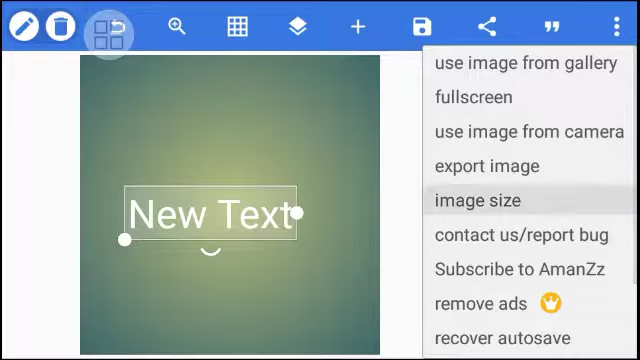 use image from gallery
fullscreen
use image from camera
export image
image size
contact us/report bug
Subscribe to AmanZz
remove ads
recover autosave
New Text